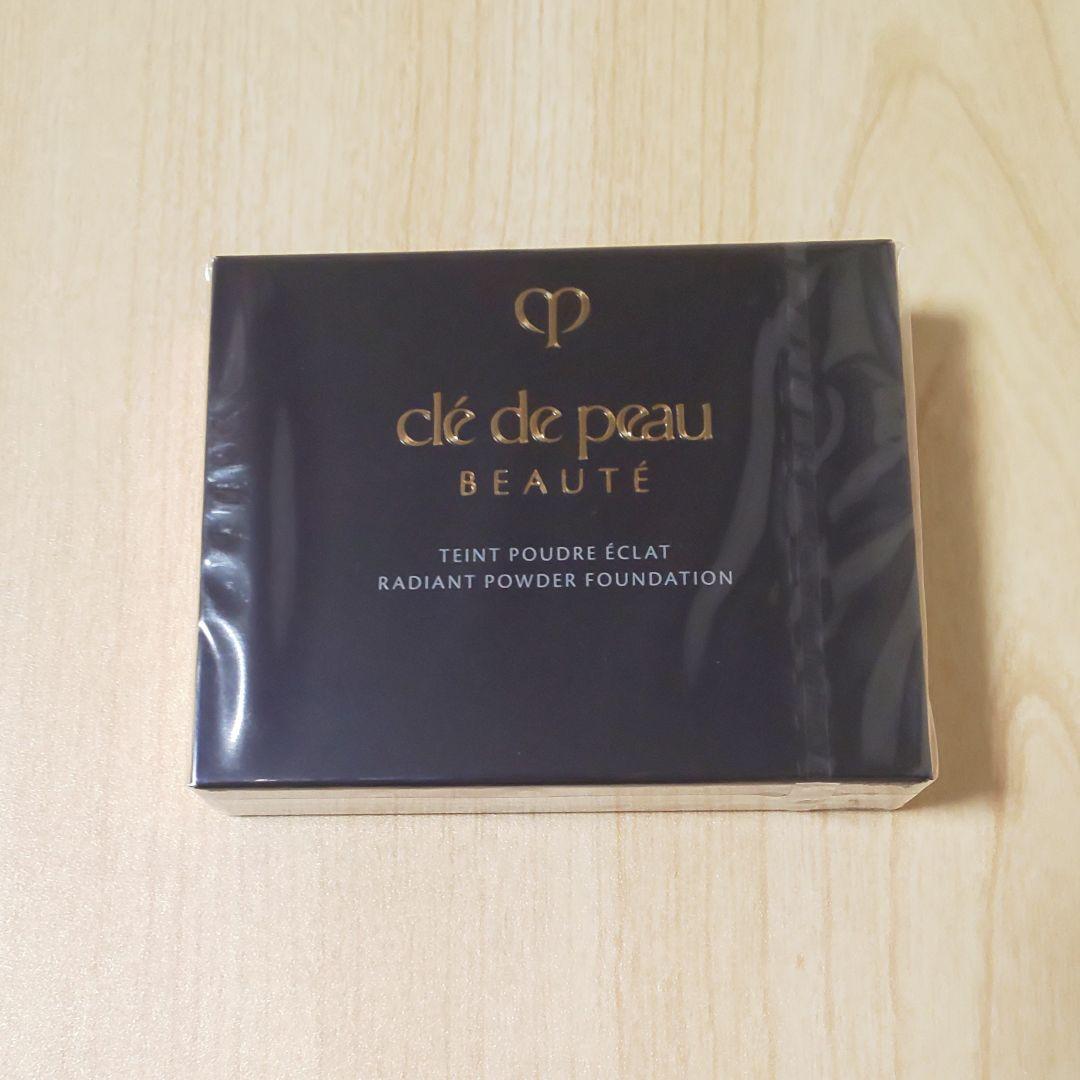 clé de peau
BEAUTÉ
TEINT POUDRE ÉCLAT
RADIANT POWDER FOUNDATION